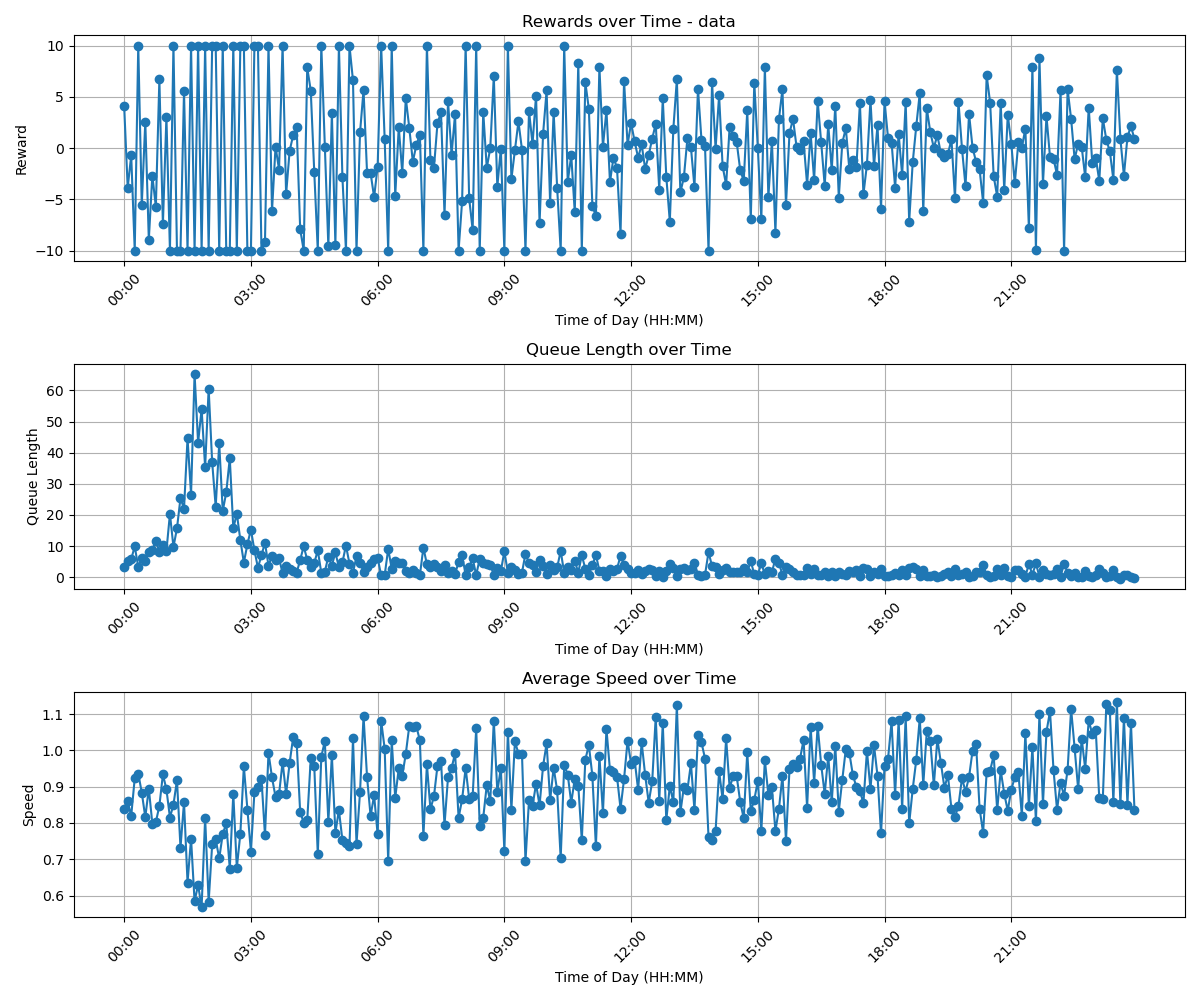 Rewards over Time - data
Reward
10
5
0
−5
−10
00:00 03:00 06:00 09:00 12:00 15:00 18:00 21:00
Time of Day (HH:MM)
Queue Length over Time
Queue Length
60
50
40
30
20
10
0
00:00 03:00 06:00 09:00 12:00 15:00 18:00 21:00
Time of Day (HH:MM)
Average Speed over Time
Speed
1.1
1.0
0.9
0.8
0.7
0.6
00:00 03:00 06:00 09:00 12:00 15:00 18:00 21:00
Time of Day (HH:MM)